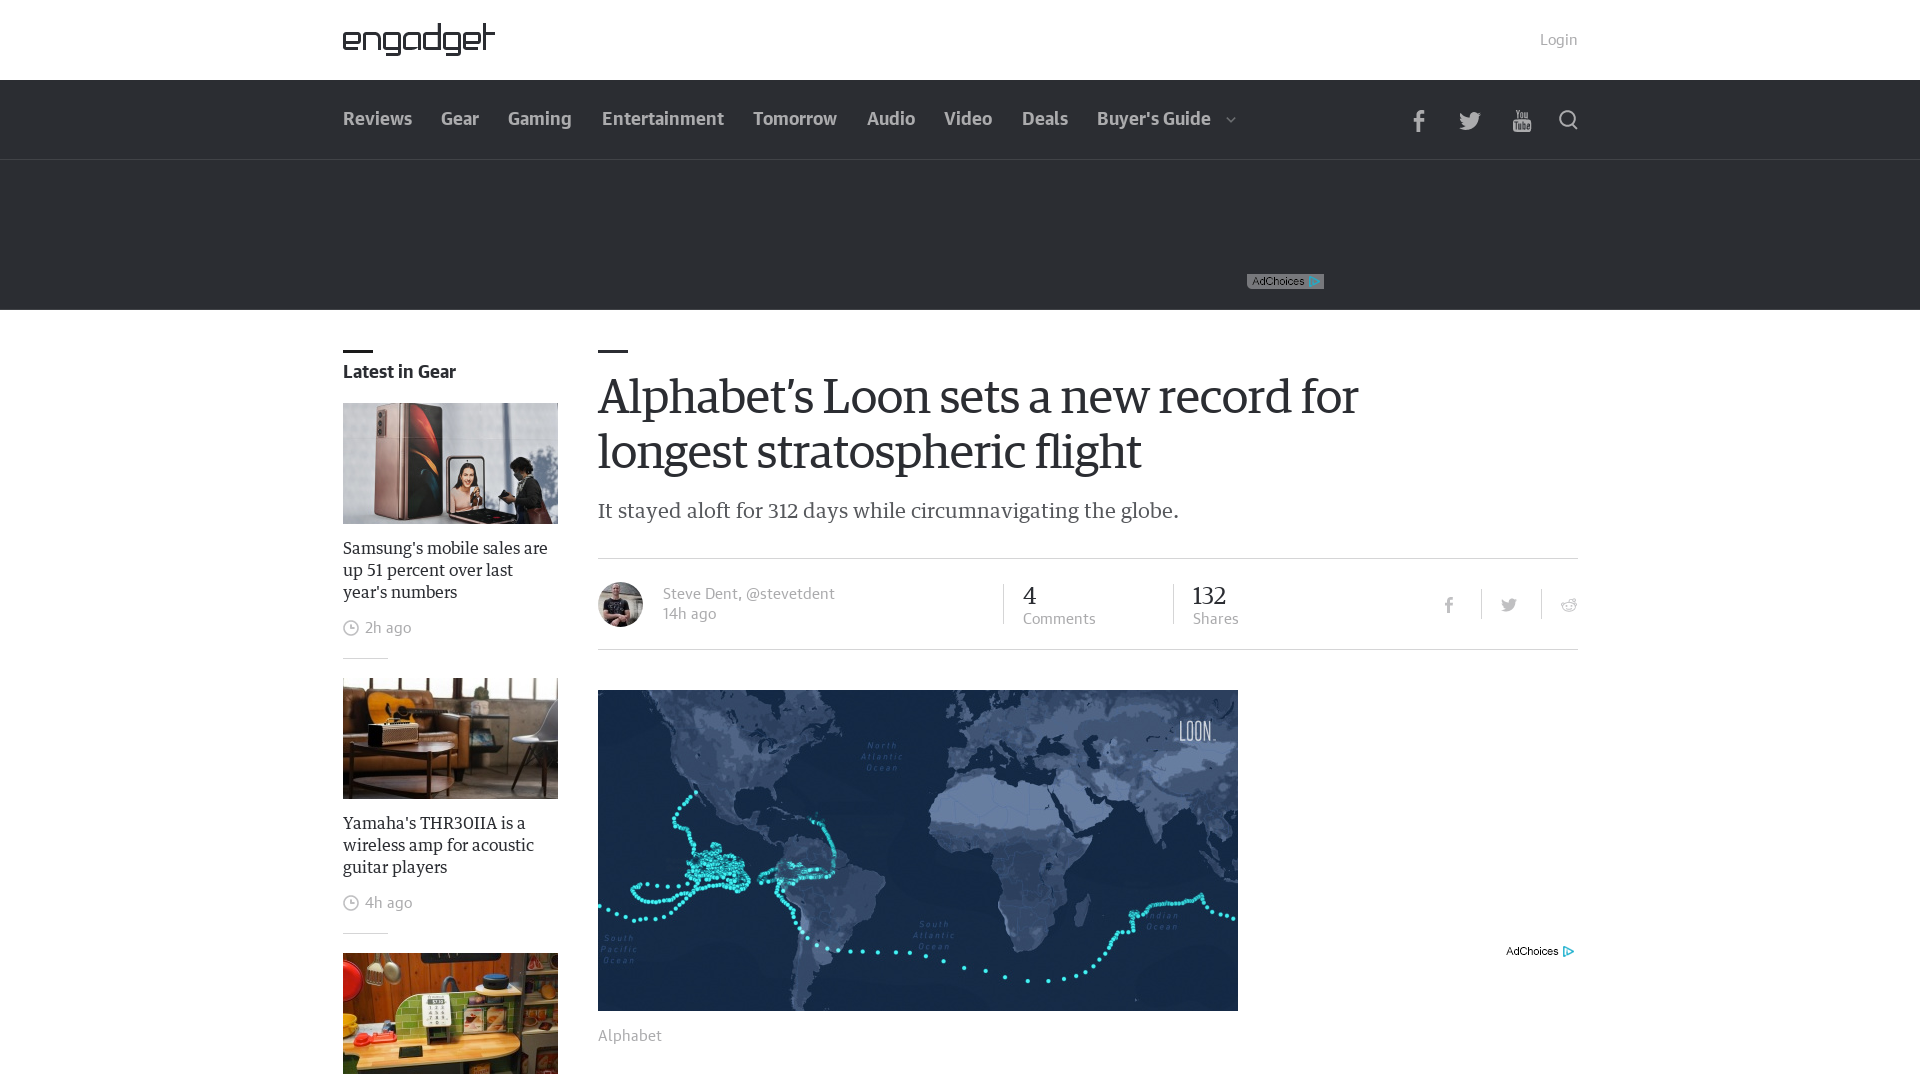 engadget
Login
Reviews
Gear
Gaming
Entertainment
Tomorrow
Audio
Video
Deals
Buyer's Guide
You
Tube
AdChoices
Latest in Gear
Samsung's mobile sales are
up 51 percent over last
year's numbers
2h ago
Yamaha's THR30IIA is a
wireless amp for acoustic
guitar players
4h ago
Alphabet’s Loon sets a new record for
longest stratospheric flight
It stayed aloft for 312 days while circumnavigating the globe.
Steve Dent, @stevetdent
14h ago
4
Comments
132
Shares
LOON
North
Atlantic
Ocean
South
Pacific
Ocean
South
Atlantic
Ocean
Indian
Ocean
AdChoices
Alphabet